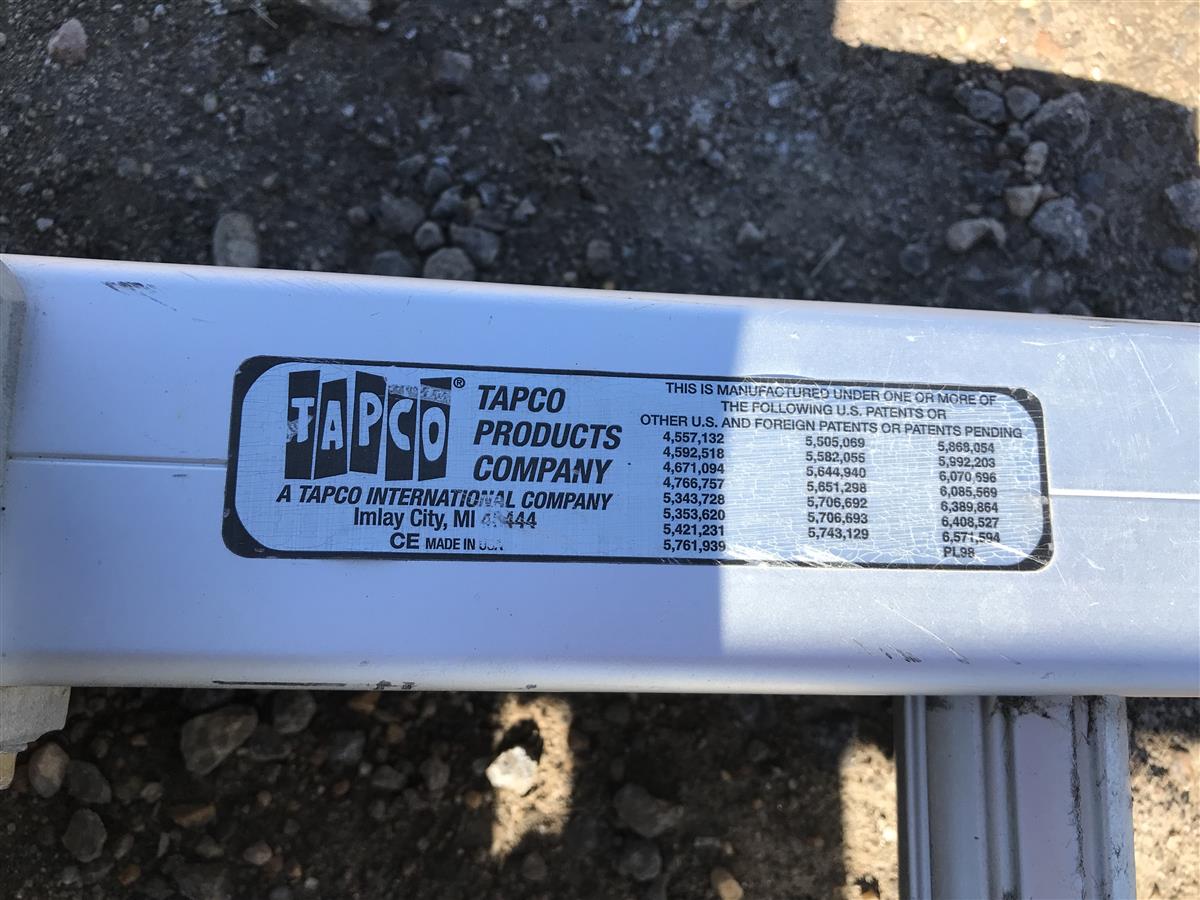 TAPCO®
TAPCO
PRODUCTS
COMPANY
A TAPCO INTERNATIONAL COMPANY
Imlay City, MI 48444
CE MADE IN USA
THIS IS MANUFACTURED UNDER ONE OR MORE OF
THE FOLLOWING U.S. PATENTS OR
OTHER U.S. AND FOREIGN PATENTS OR PATENTS PENDING
4,557,132
4,592,518
4,671,094
4,766,757
5,343,728
5,353,620
5,421,231
5,761,939
5,505,069
5,582,056
5,644,940
5,651,298
5,706,692
5,706,693
5,743,129
5,868,054
5,992,203
6,070,696
6,085,569
6,389,864
6,408,527
6,571,594
PL98